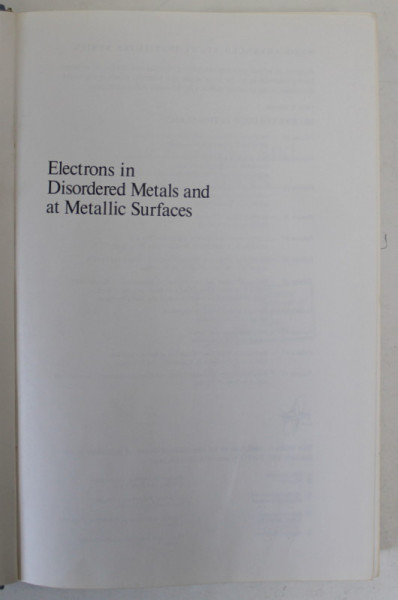 Electrons in
Disordered Metals and
at Metallic Surfaces